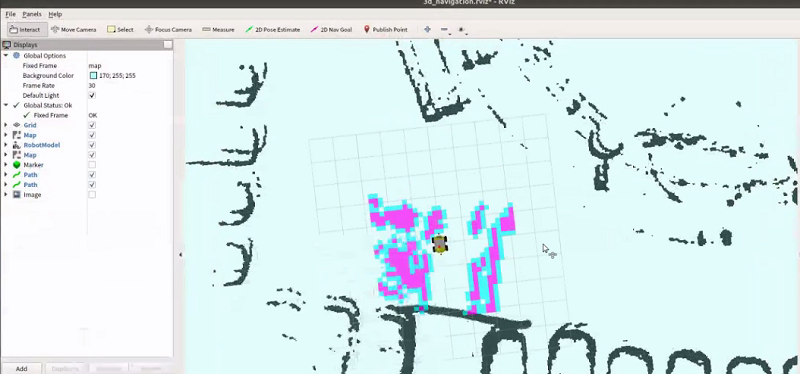 3d_navigation.rviz* - RViz
File Panels Help
Interact Move Camera Select Focus Camera Measure 2D Pose Estimate 2D Nav Goal Publish Point
Displays
Global Options
Fixed Frame map
Background Color 170; 255; 255
Frame Rate 30
Default Light
Global Status: Ok
Fixed Frame OK
Grid
Map
RobotModel
Map
Marker
Path
Path
Image
Add